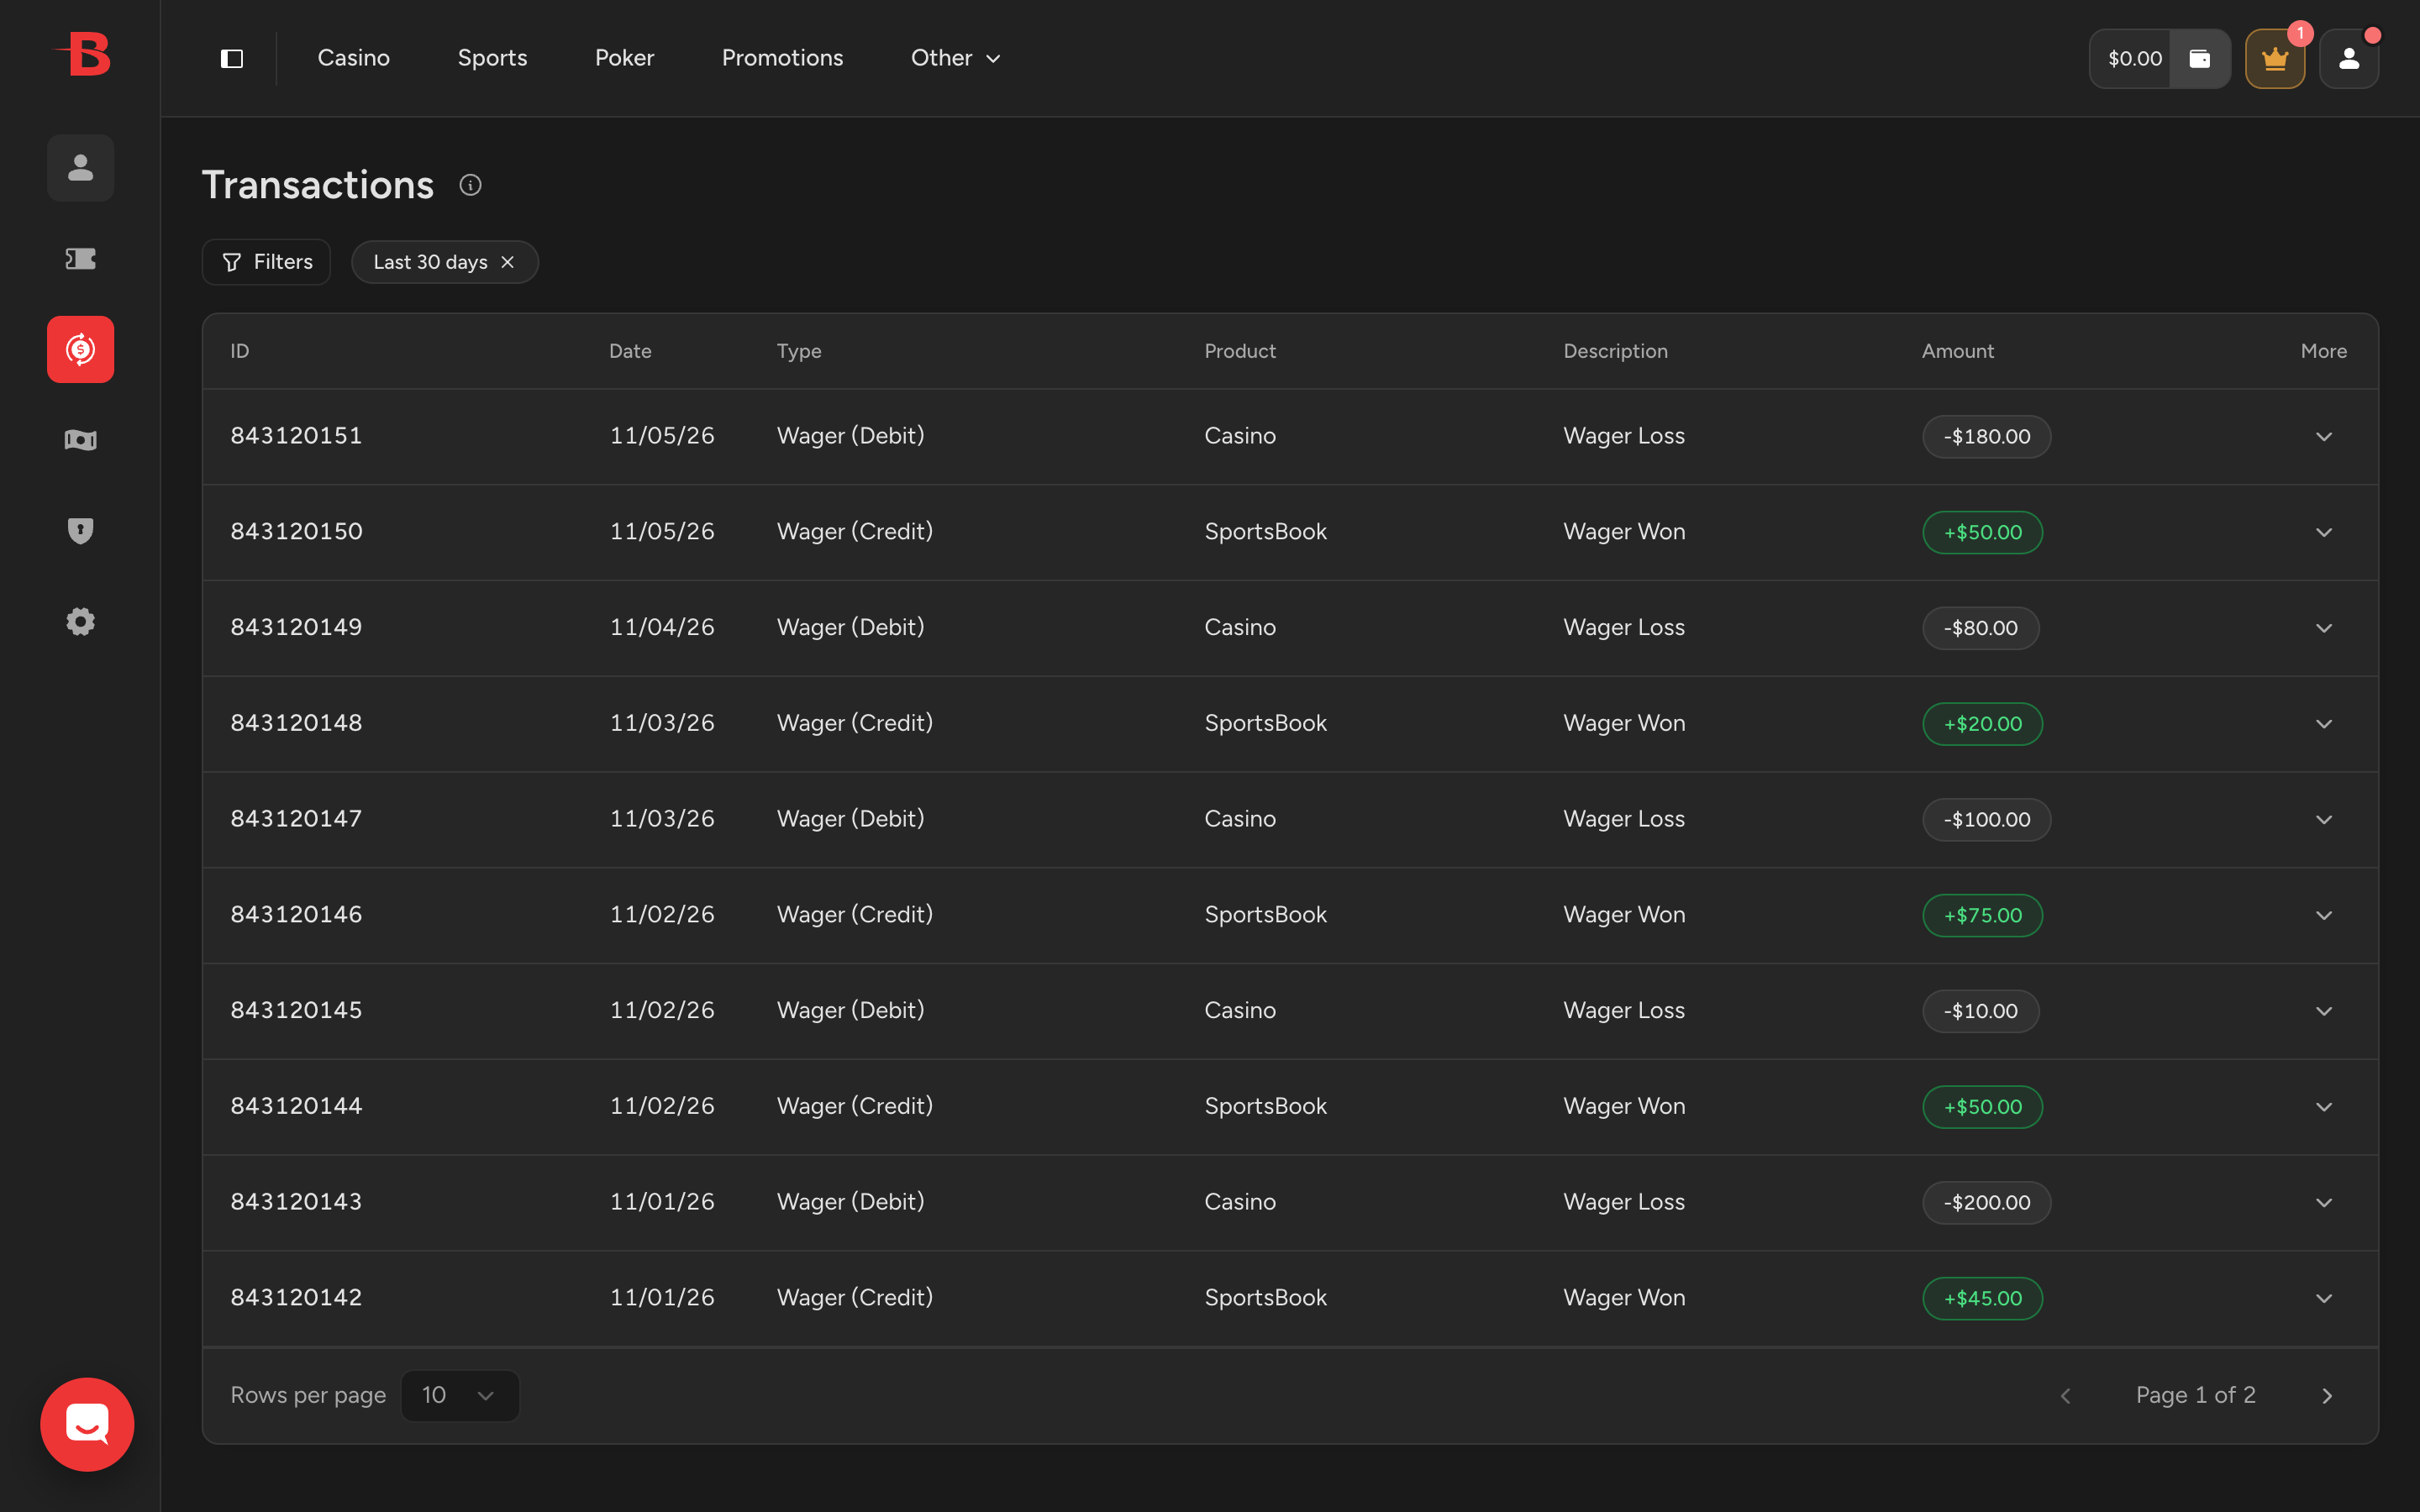 B
Casino Sports Poker Promotions Other $0.00 1
Transactions
Filters Last 30 days
ID Date Type Product Description Amount More
843120151 11/05/26 Wager (Debit) Casino Wager Loss -$180.00
843120150 11/05/26 Wager (Credit) SportsBook Wager Won +$50.00
843120149 11/04/26 Wager (Debit) Casino Wager Loss -$80.00
843120148 11/03/26 Wager (Credit) SportsBook Wager Won +$20.00
843120147 11/03/26 Wager (Debit) Casino Wager Loss -$100.00
843120146 11/02/26 Wager (Credit) SportsBook Wager Won +$75.00
843120145 11/02/26 Wager (Debit) Casino Wager Loss -$10.00
843120144 11/02/26 Wager (Credit) SportsBook Wager Won +$50.00
843120143 11/01/26 Wager (Debit) Casino Wager Loss -$200.00
843120142 11/01/26 Wager (Credit) SportsBook Wager Won +$45.00
Rows per page 10 Page 1 of 2